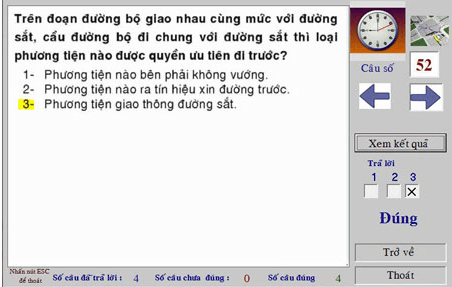 Trên đoạn đường bộ giao nhau cùng mức với đường
sắt, cầu đường bộ đi chung với đường sắt thì loại
phương tiện nào được quyền ưu tiên đi trước?
1- Phương tiện nào bên phải không vướng.
2- Phương tiện nào ra tín hiệu xin đường trước.
3- Phương tiện giao thông đường sắt.
Câu số 52
Xem kết quả
Trả lời
1 2 3
Đúng
Trở về
Thoát
Nhấn nút ESC
để thoát
Số câu đã trả lời : 4 Số câu chưa đúng : 0 Số câu đúng 4